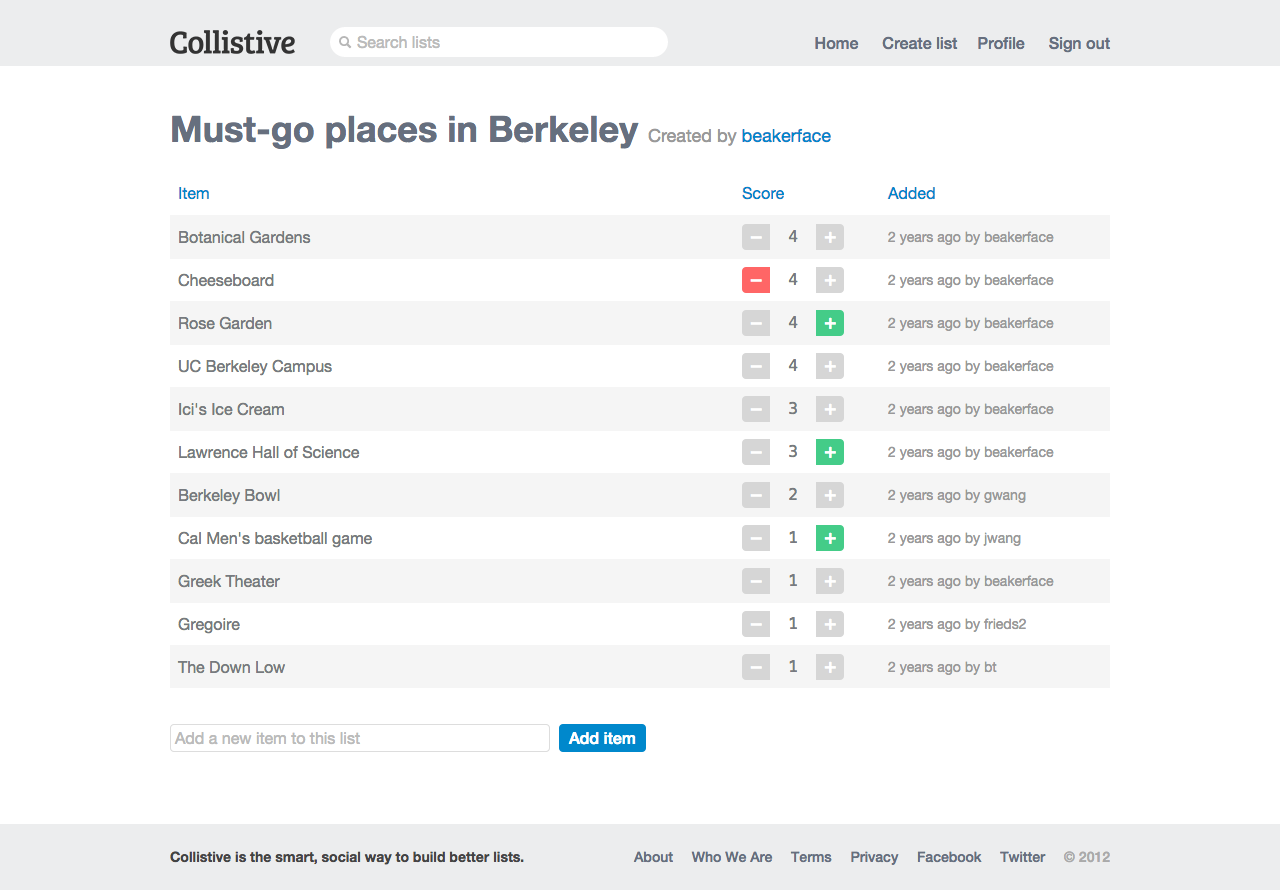 Collistive
Search lists
Home Create list Profile Sign out
Must-go places in Berkeley Created by beakerface
Item Score Added
Botanical Gardens − 4 + 2 years ago by beakerface
Cheeseboard − 4 + 2 years ago by beakerface
Rose Garden − 4 + 2 years ago by beakerface
UC Berkeley Campus − 4 + 2 years ago by beakerface
Ici's Ice Cream − 3 + 2 years ago by beakerface
Lawrence Hall of Science − 3 + 2 years ago by beakerface
Berkeley Bowl − 2 + 2 years ago by gwang
Cal Men's basketball game − 1 + 2 years ago by jwang
Greek Theater − 1 + 2 years ago by beakerface
Gregoire − 1 + 2 years ago by frieds2
The Down Low − 1 + 2 years ago by bt
Add a new item to this list Add item
Collistive is the smart, social way to build better lists. About Who We Are Terms Privacy Facebook Twitter © 2012